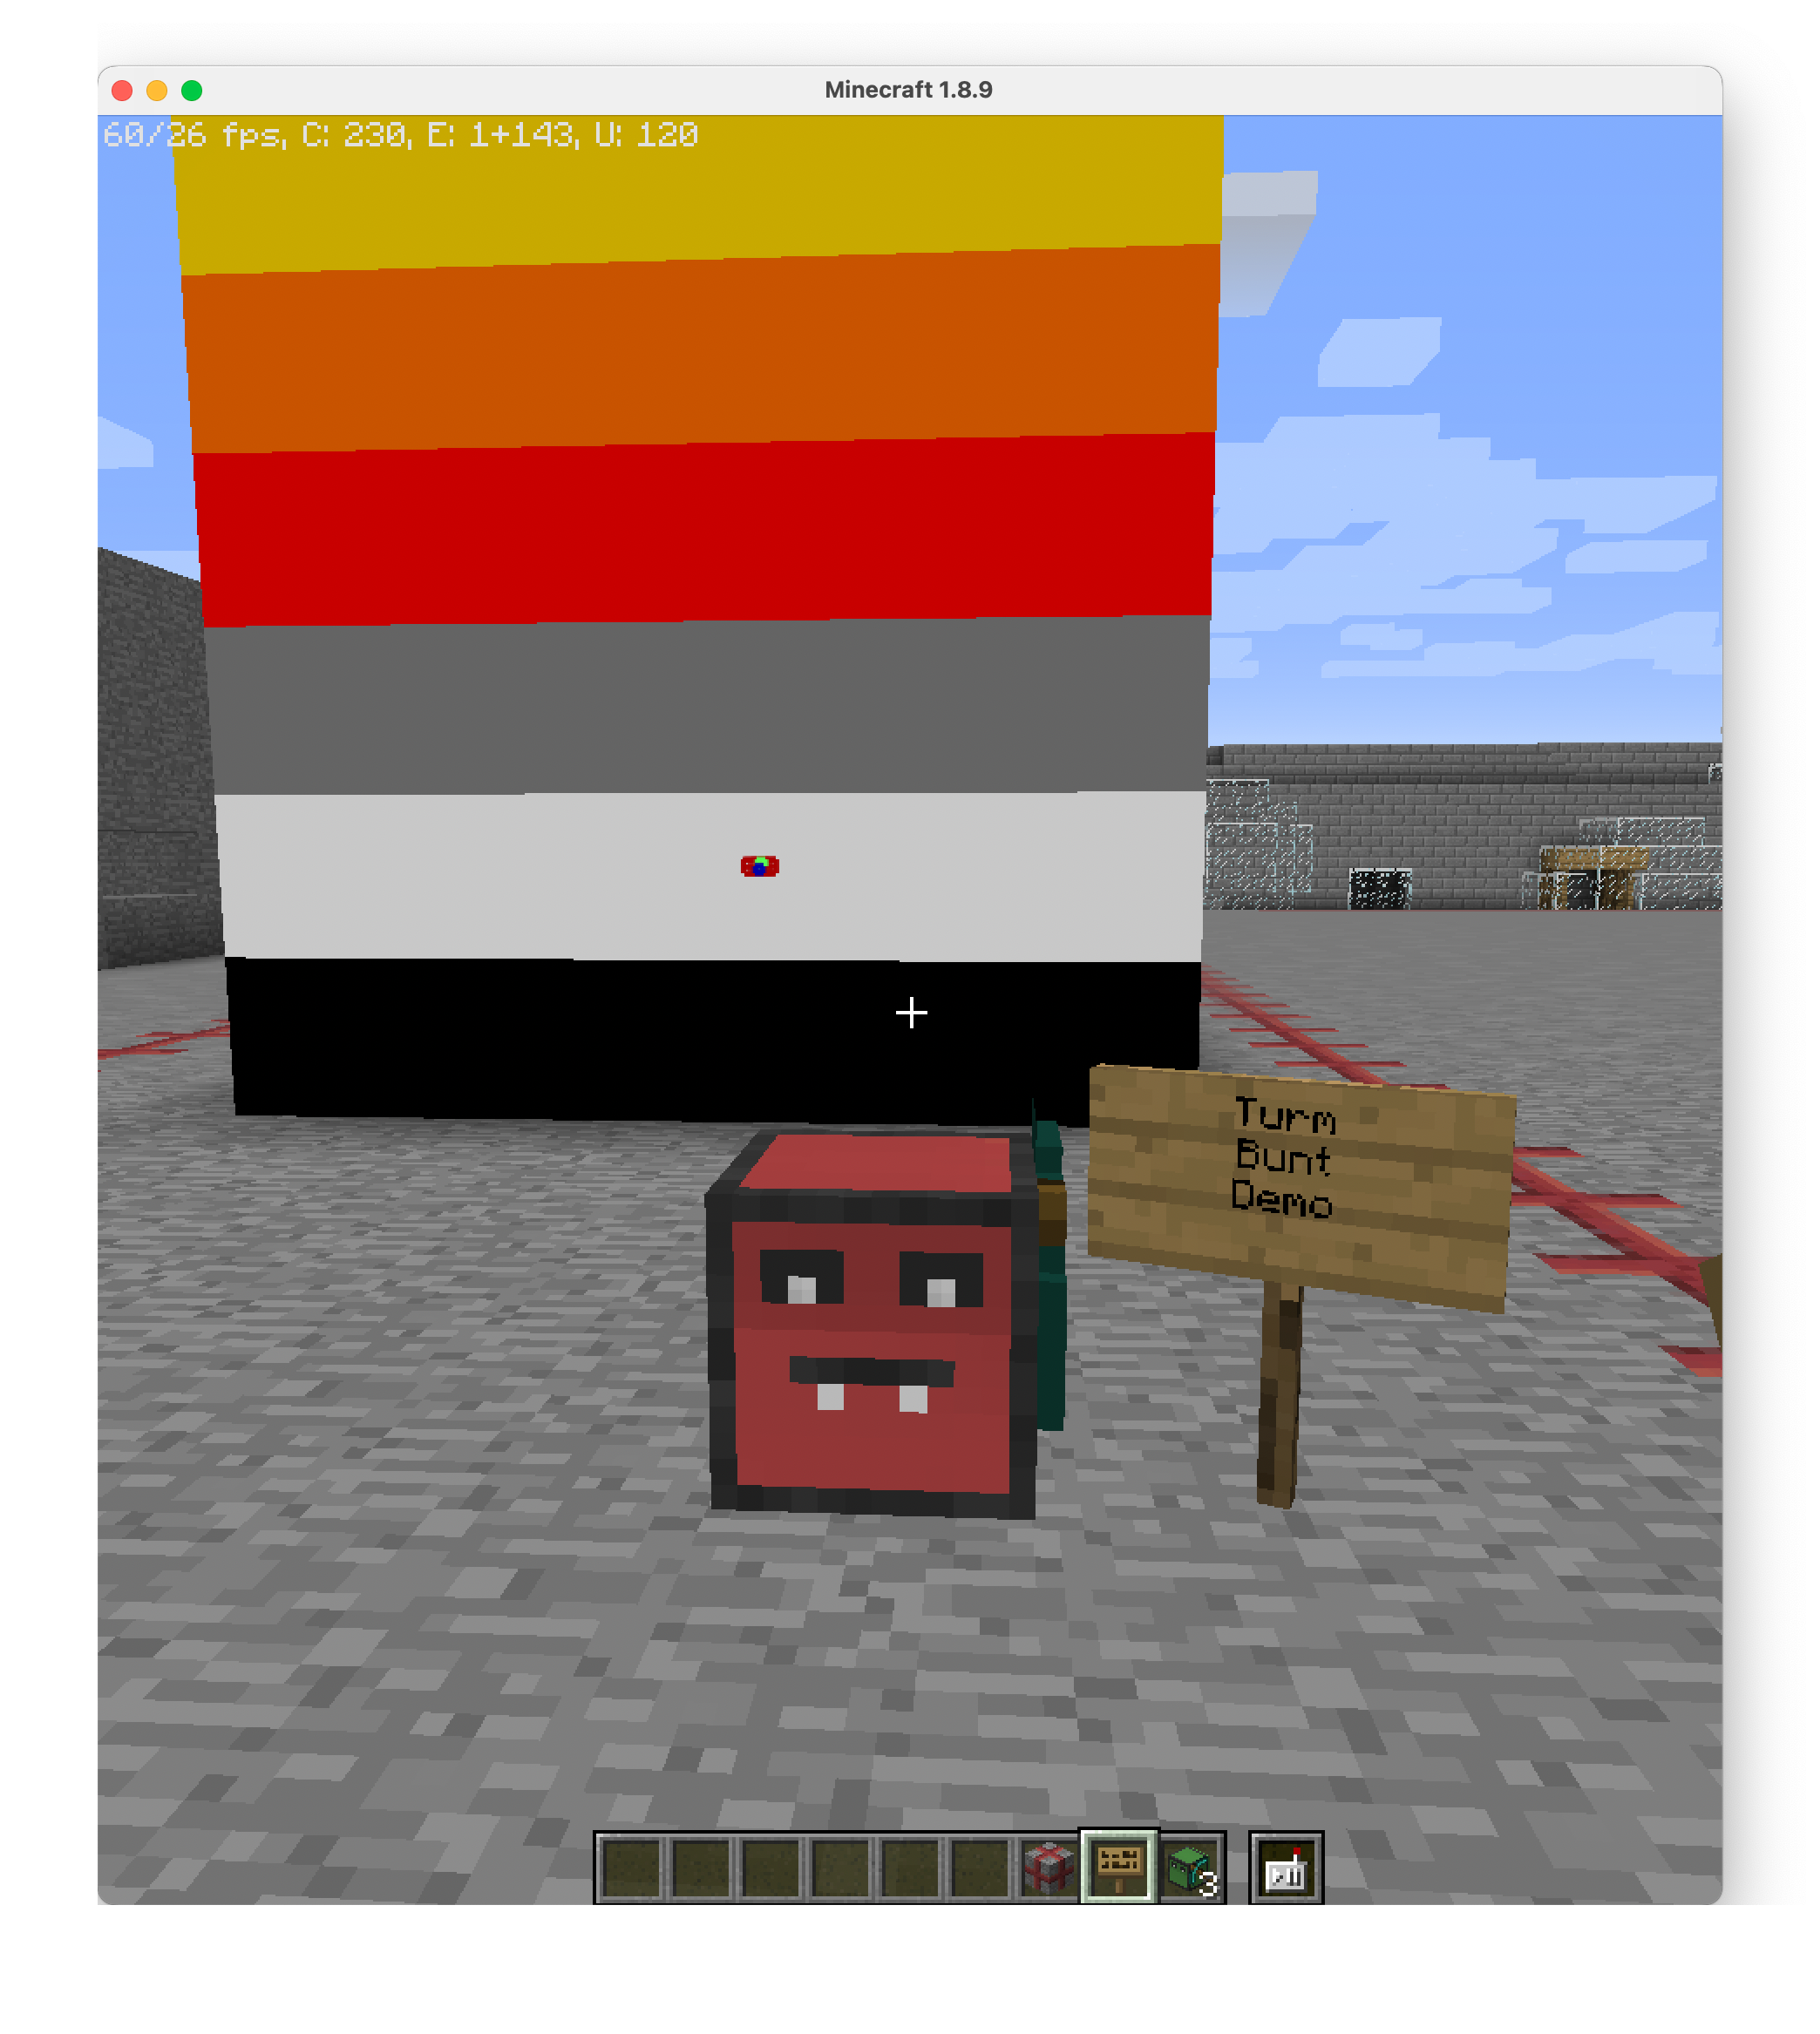 Minecraft 1.8.9
60/26 fps, C: 230, E: 1+143, U: 120
Turm
Bunt
Demo
3